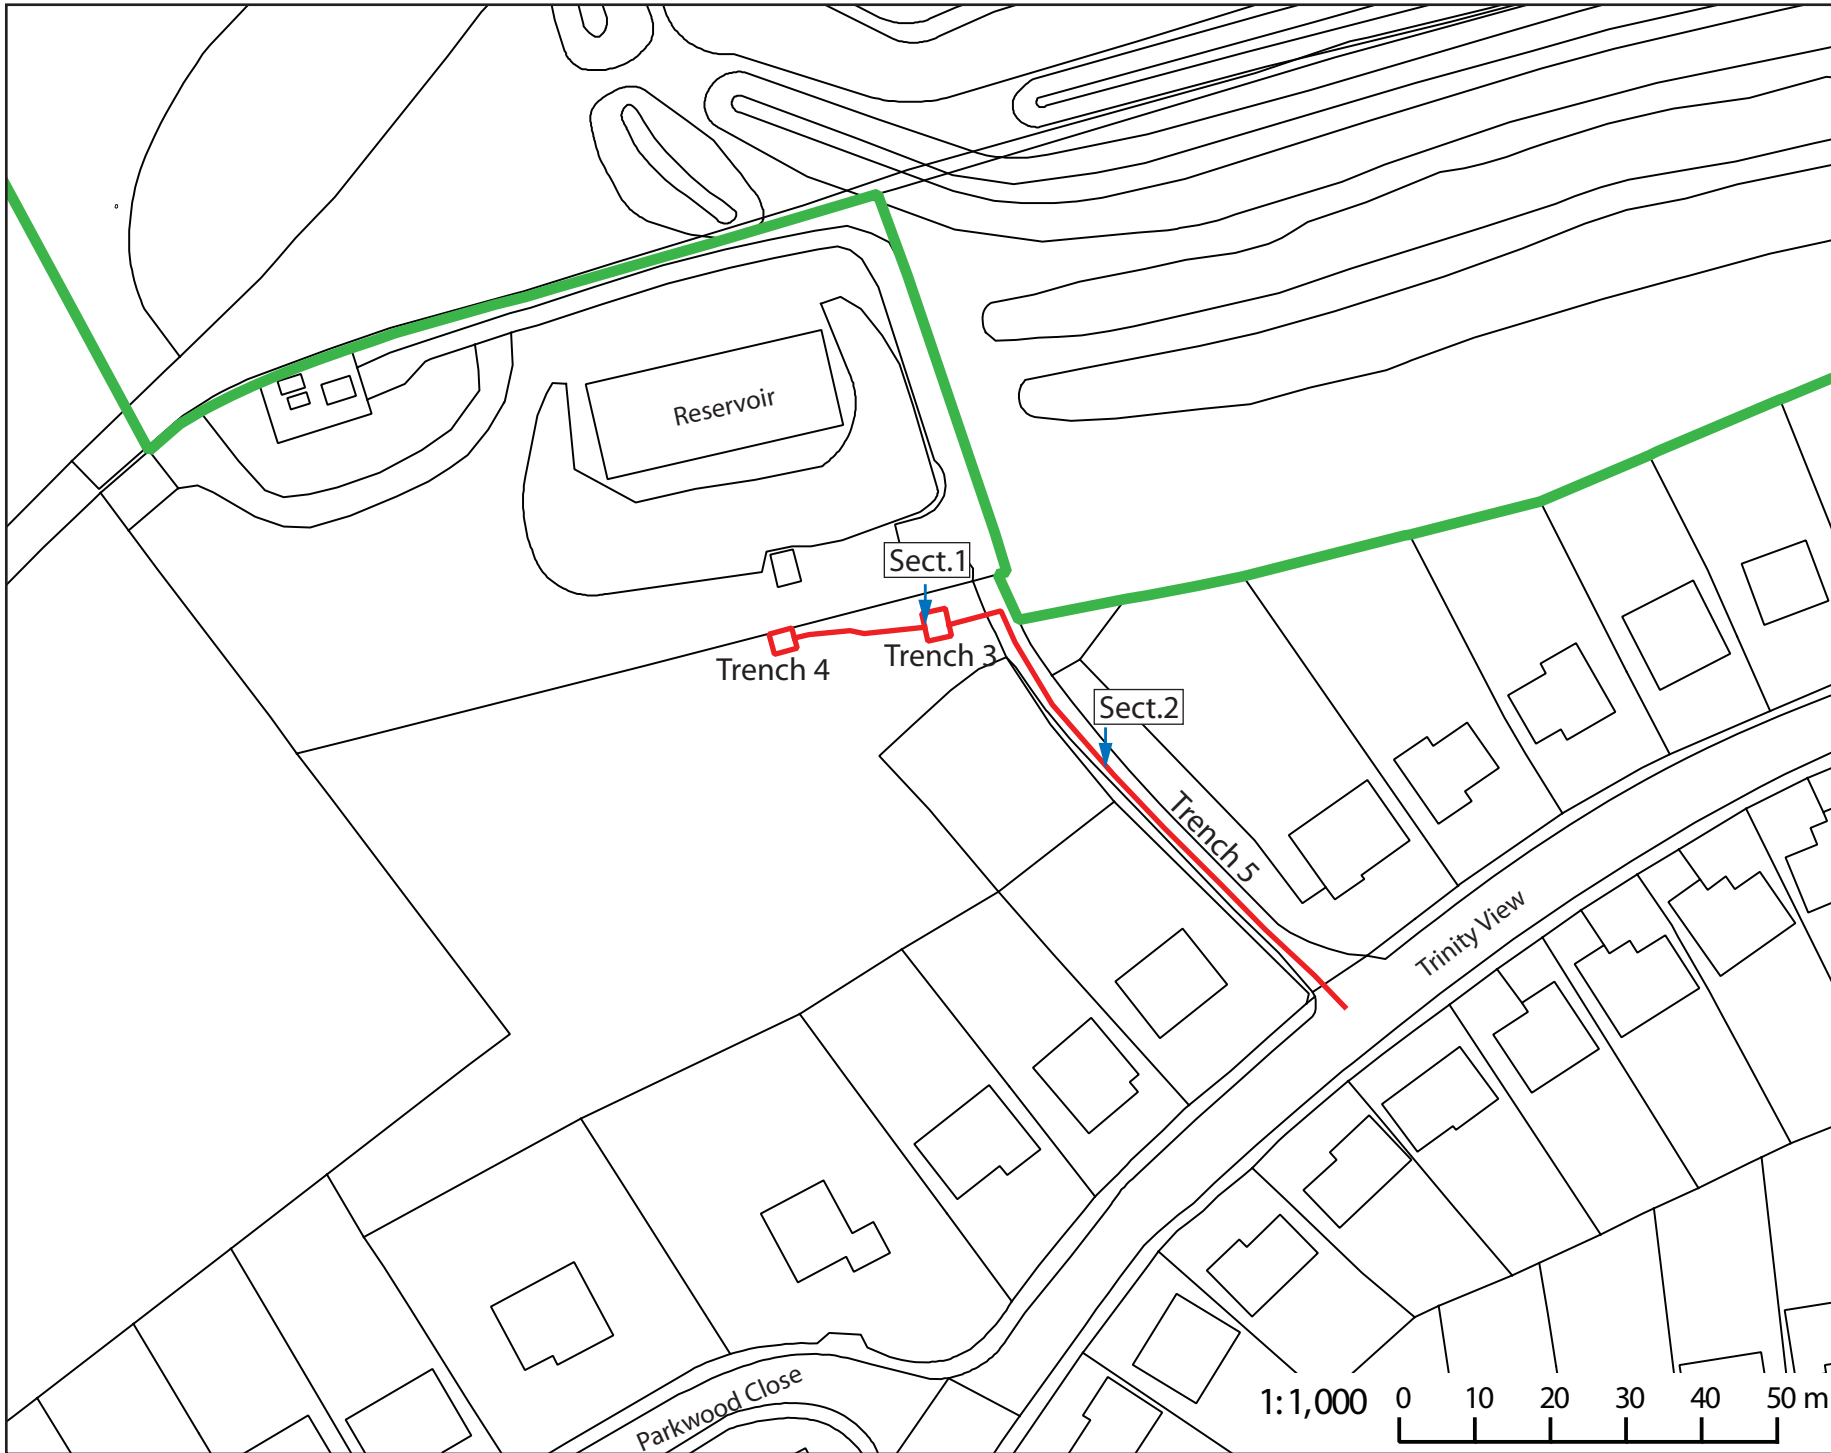 Reservoir
Sect.1
Trench 3
Trench 4
Sect.2
Trench 5
Trinity View
Parkwood Close
1:1,000 0 10 20 30 40 50 m